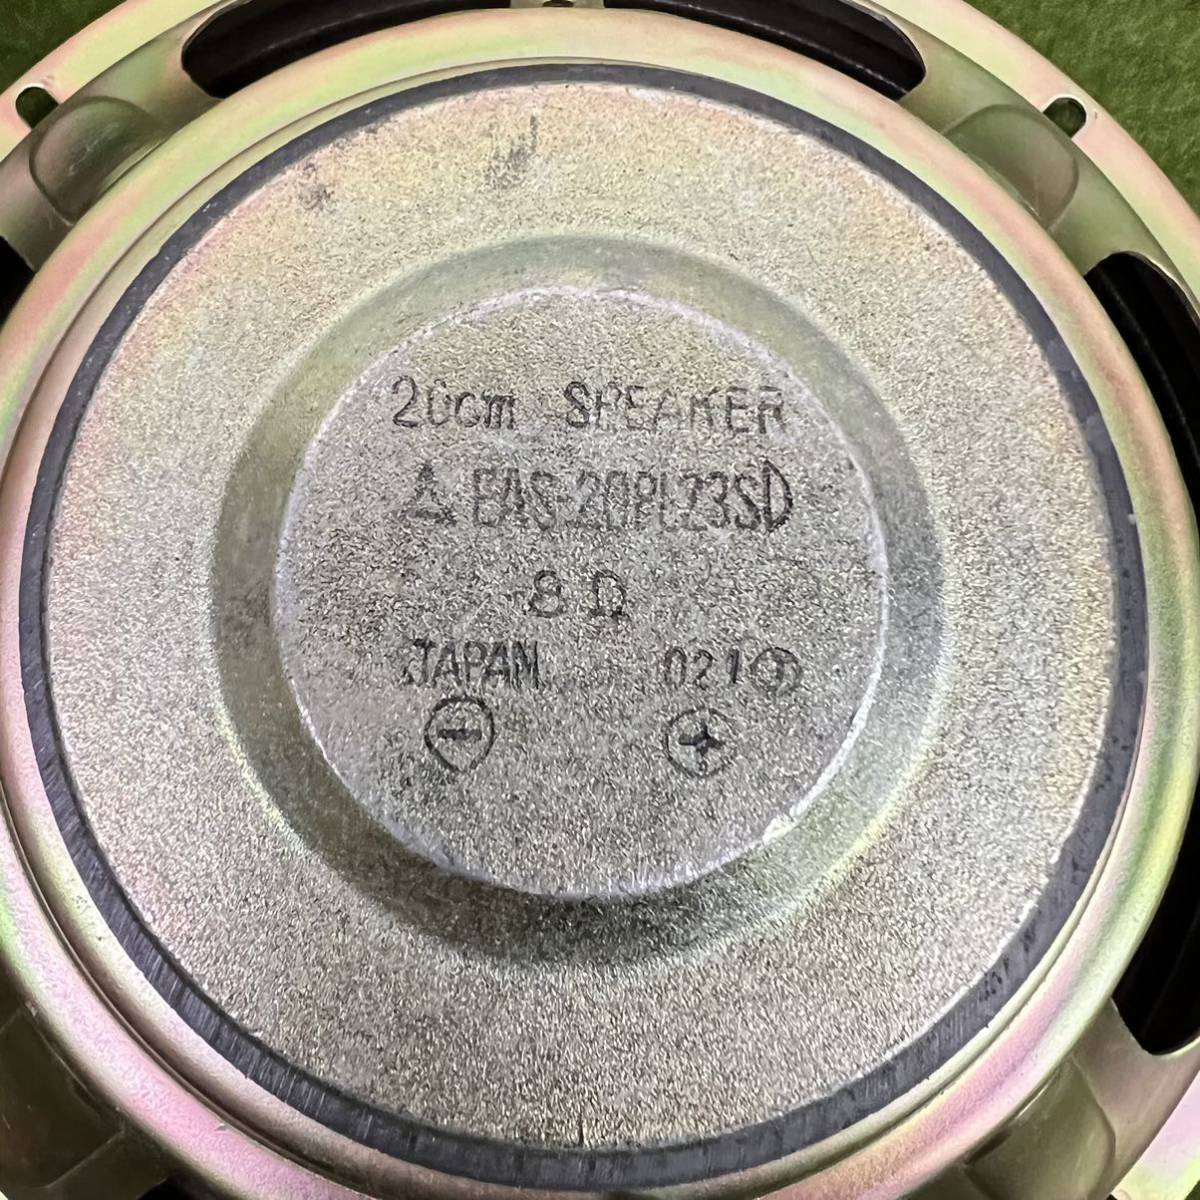 20cm SPEAKER
EAS-20PL23SD
8Ω
JAPAN 021
− +